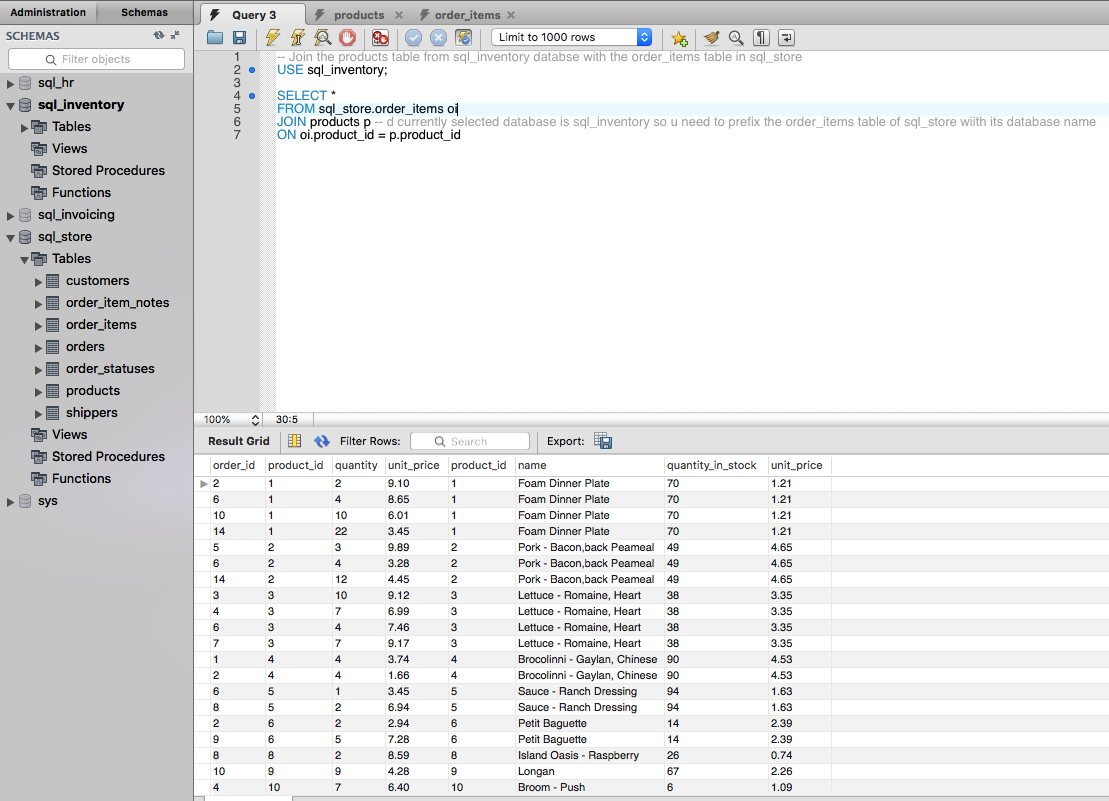 Administration Schemas
SCHEMAS
Filter objects
sql_hr
sql_inventory
Tables
Views
Stored Procedures
Functions
sql_invoicing
sql_store
Tables
customers
order_item_notes
order_items
orders
order_statuses
products
shippers
Views
Stored Procedures
Functions
sys
Query 3 products order_items
Limit to 1000 rows
1 -- Join the products table from sql_inventory databse with the order_items table in sql_store
2 USE sql_inventory;
3
4 SELECT *
5 FROM sql_store.order_items oi
6 JOIN products p -- d currently selected database is sql_inventory so u need to prefix the order_items table of sql_store wiith its database name
7 ON oi.product_id = p.product_id
100% 30:5
Result Grid Filter Rows: Search Export:
order_id product_id quantity unit_price product_id name quantity_in_stock unit_price
2 1 2 9.10 1 Foam Dinner Plate 70 1.21
6 1 4 8.65 1 Foam Dinner Plate 70 1.21
10 1 10 6.01 1 Foam Dinner Plate 70 1.21
14 1 22 3.45 1 Foam Dinner Plate 70 1.21
5 2 3 9.89 2 Pork - Bacon,back Peameal 49 4.65
6 2 4 3.28 2 Pork - Bacon,back Peameal 49 4.65
14 2 12 4.45 2 Pork - Bacon,back Peameal 49 4.65
3 3 10 9.12 3 Lettuce - Romaine, Heart 38 3.35
4 3 7 6.99 3 Lettuce - Romaine, Heart 38 3.35
6 3 4 7.46 3 Lettuce - Romaine, Heart 38 3.35
7 3 7 9.17 3 Lettuce - Romaine, Heart 38 3.35
1 4 4 3.74 4 Brocolinni - Gaylan, Chinese 90 4.53
2 4 4 1.66 4 Brocolinni - Gaylan, Chinese 90 4.53
6 5 1 3.45 5 Sauce - Ranch Dressing 94 1.63
8 5 2 6.94 5 Sauce - Ranch Dressing 94 1.63
2 6 2 2.94 6 Petit Baguette 14 2.39
9 6 5 7.28 6 Petit Baguette 14 2.39
8 8 2 8.59 8 Island Oasis - Raspberry 26 0.74
10 9 9 4.28 9 Longan 67 2.26
4 10 7 6.40 10 Broom - Push 6 1.09